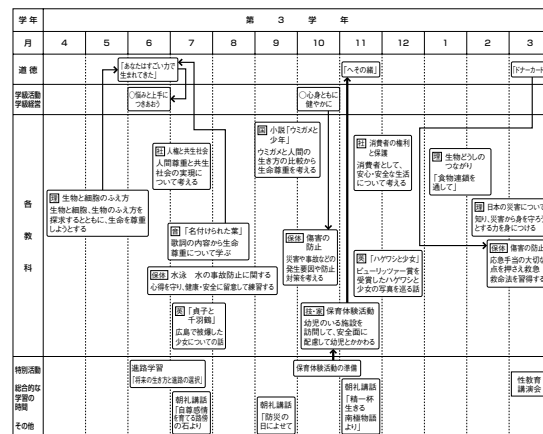 学年
第 3 学年
月
4
5
6
7
8
9
10
11
12
1
2
3
道徳
「あなたはすごい力で
生まれてきた」
「へその緒」
「ドナーカード
学級活動
学級経営
○悩みと上手に
つきあおう
○心身ともに
健やかに
各教科
国 小説「ウミガメと
少年」
ウミガメと人間の
生き方の比較から
生命尊重を考える
社 人権と共生社会
人間尊重と共生
社会の実現に
ついて考える
社 消費者の権利
と保護
消費者として、
安心・安全な生活
について考える
理 生物どうしの
つながり
「食物連鎖を
通して」
理 生物と細胞のふえ方
生物と細胞、生物のふえ方を
探求するとともに、生命を尊重
しようとする
理 日本の災害につい
知り、災害から身を守ろう
とする力を身につける
音 「名付けられた葉」
歌詞の内容から生命
尊重について学ぶ
保体 傷害の
防止
災害や事故などの
発生要因や防止
対策を考える
保体 傷害の防止
応急手当の大切な
点を押さえ救急
救命法を習得する
英 「ハゲワシと少女」
ピューリッツァー賞を
受賞したハゲワシと
少女の写真を巡る話
保体 水泳 水の事故防止に関する
心得を守り、健康・安全に留意して練習する
英 「貞子と
千羽鶴」
広島で被爆した
少女についての話
技・家 保育体験活動
幼児のいる施設を
訪問して、安全面に
配慮して幼児とかかわる
特別活動
総合的な
学習の
時間
その他
進路学習
「将来の生き方と進路の選択」
保育体験活動の準備
朝礼講話
「自尊感情
を育てる路傍
の石より」
朝礼講話
「防災の
日によせて
朝礼講話
「精一杯
生きる
南極物語
より」
性教育
講演会